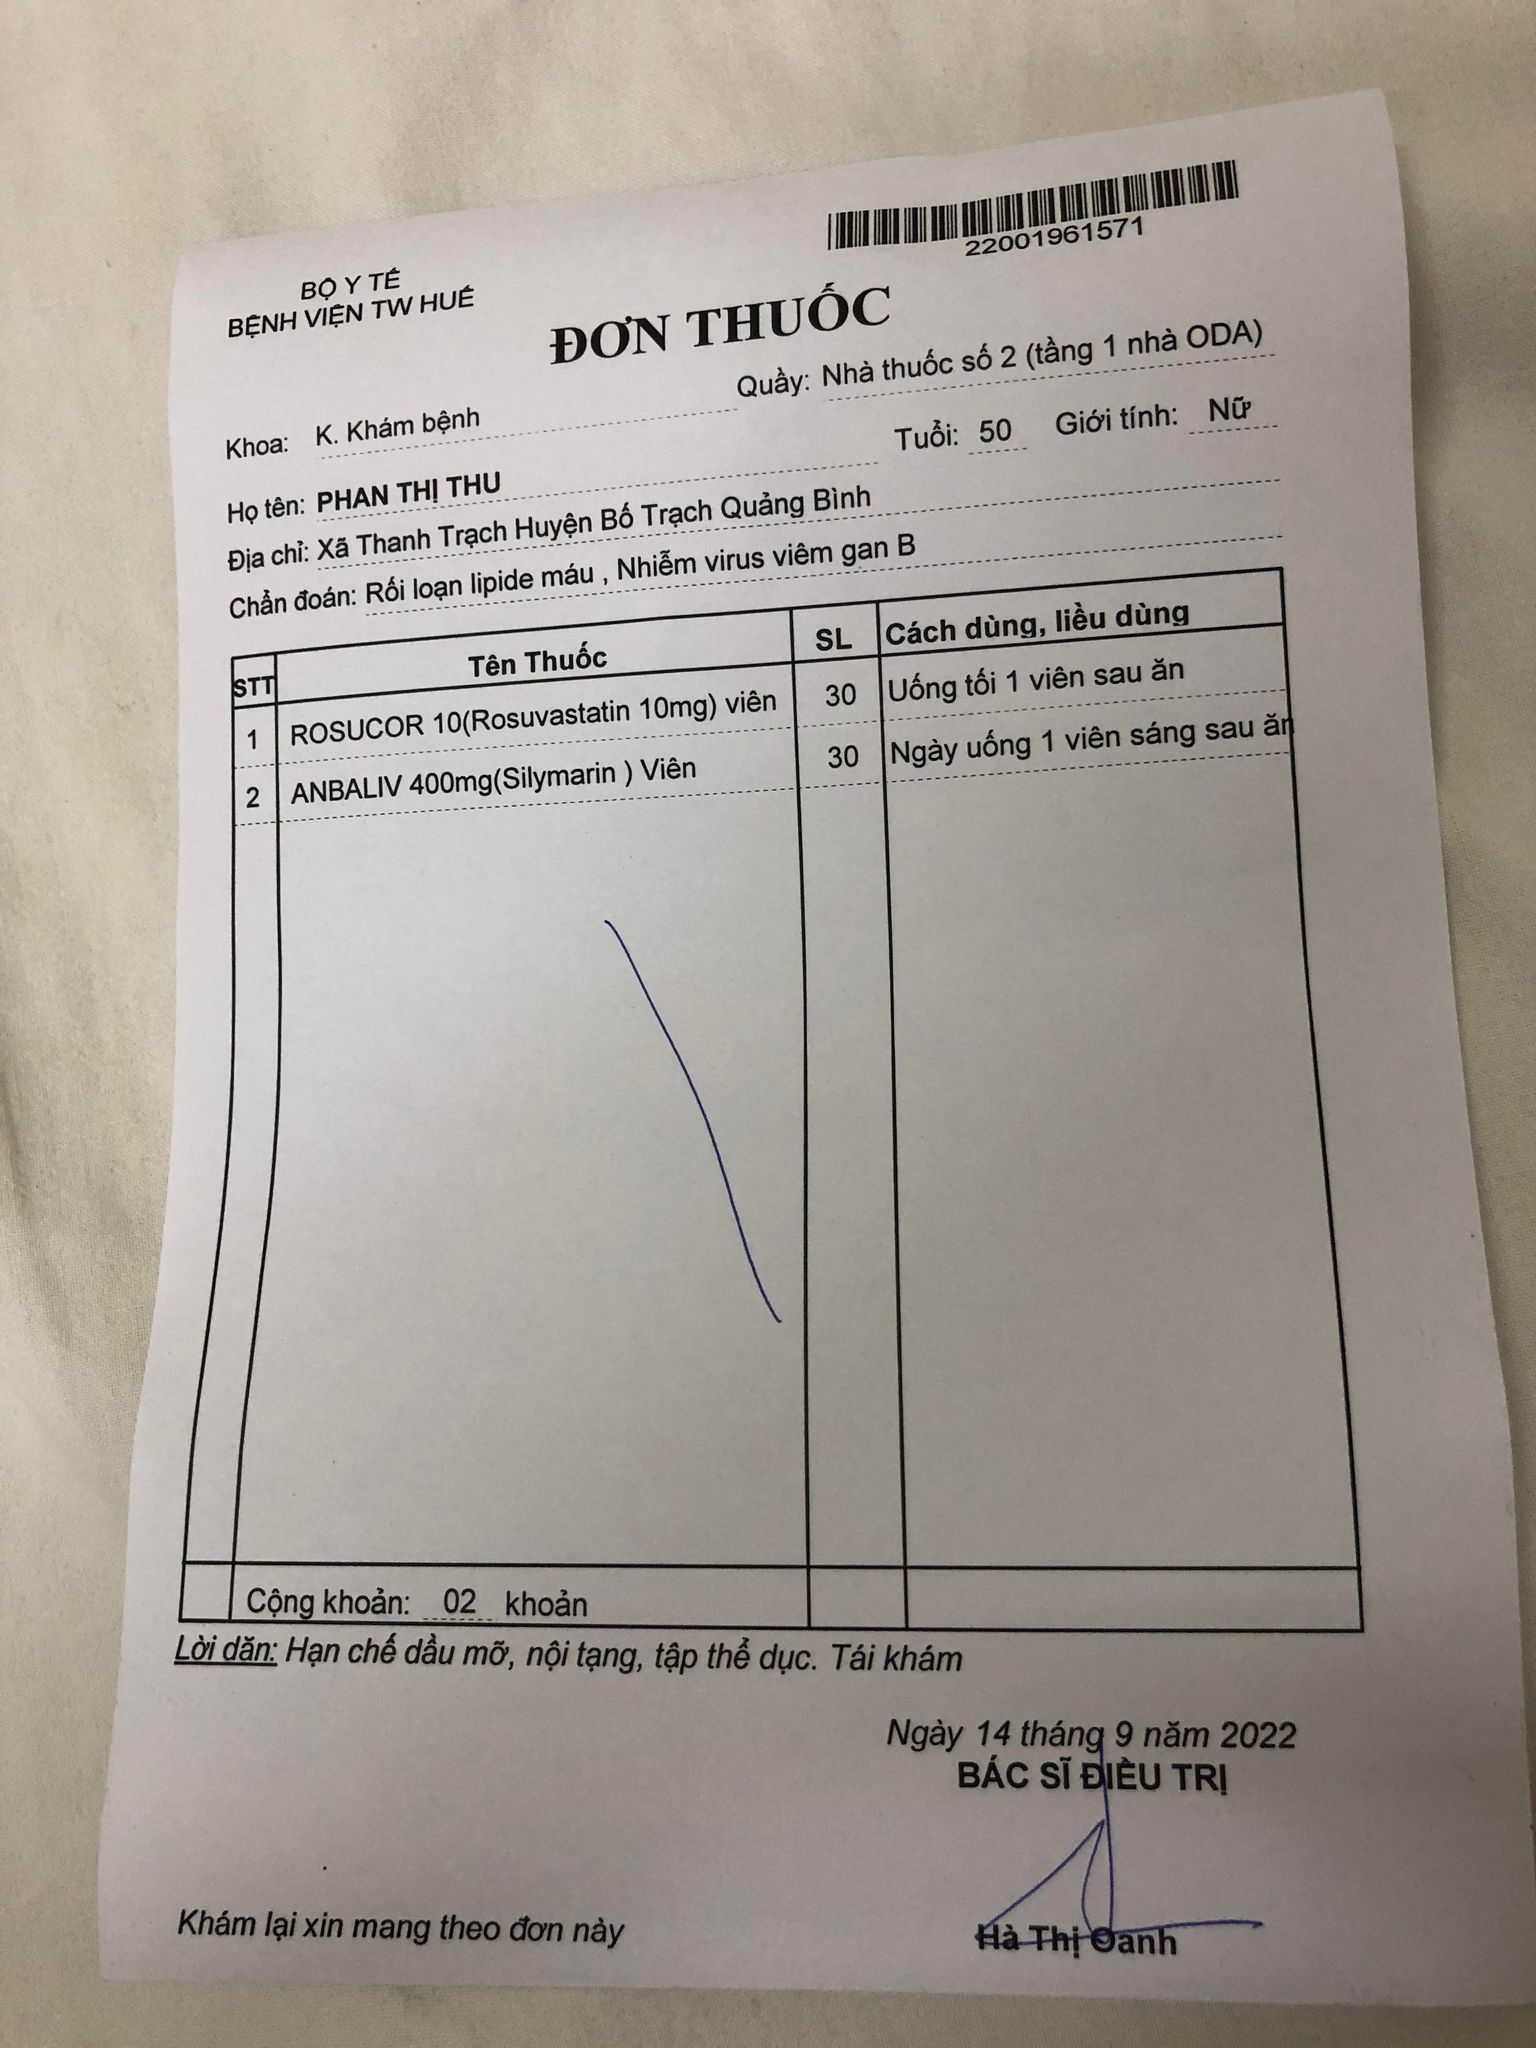 22001961571
BỘ Y TẾ
BỆNH VIỆN TW HUẾ
ĐƠN THUỐC
Quầy: Nhà thuốc số 2 (tầng 1 nhà ODA)
Khoa: K. Khám bệnh
Họ tên: PHAN THỊ THU Tuổi: 50 Giới tính: Nữ
Địa chỉ: Xã Thanh Trạch Huyện Bố Trạch Quảng Bình
Chẩn đoán: Rối loạn lipide máu , Nhiễm virus viêm gan B
STT Tên Thuốc SL Cách dùng, liều dùng
1 ROSUCOR 10(Rosuvastatin 10mg) viên 30 Uống tối 1 viên sau ăn
2 ANBALIV 400mg(Silymarin ) Viên 30 Ngày uống 1 viên sáng sau ăn
Cộng khoản: 02 khoản
Lời dặn: Hạn chế dầu mỡ, nội tạng, tập thể dục. Tái khám
Ngày 14 tháng 9 năm 2022
BÁC SĨ ĐIỀU TRỊ
Khám lại xin mang theo đơn này
Hà Thị Oanh